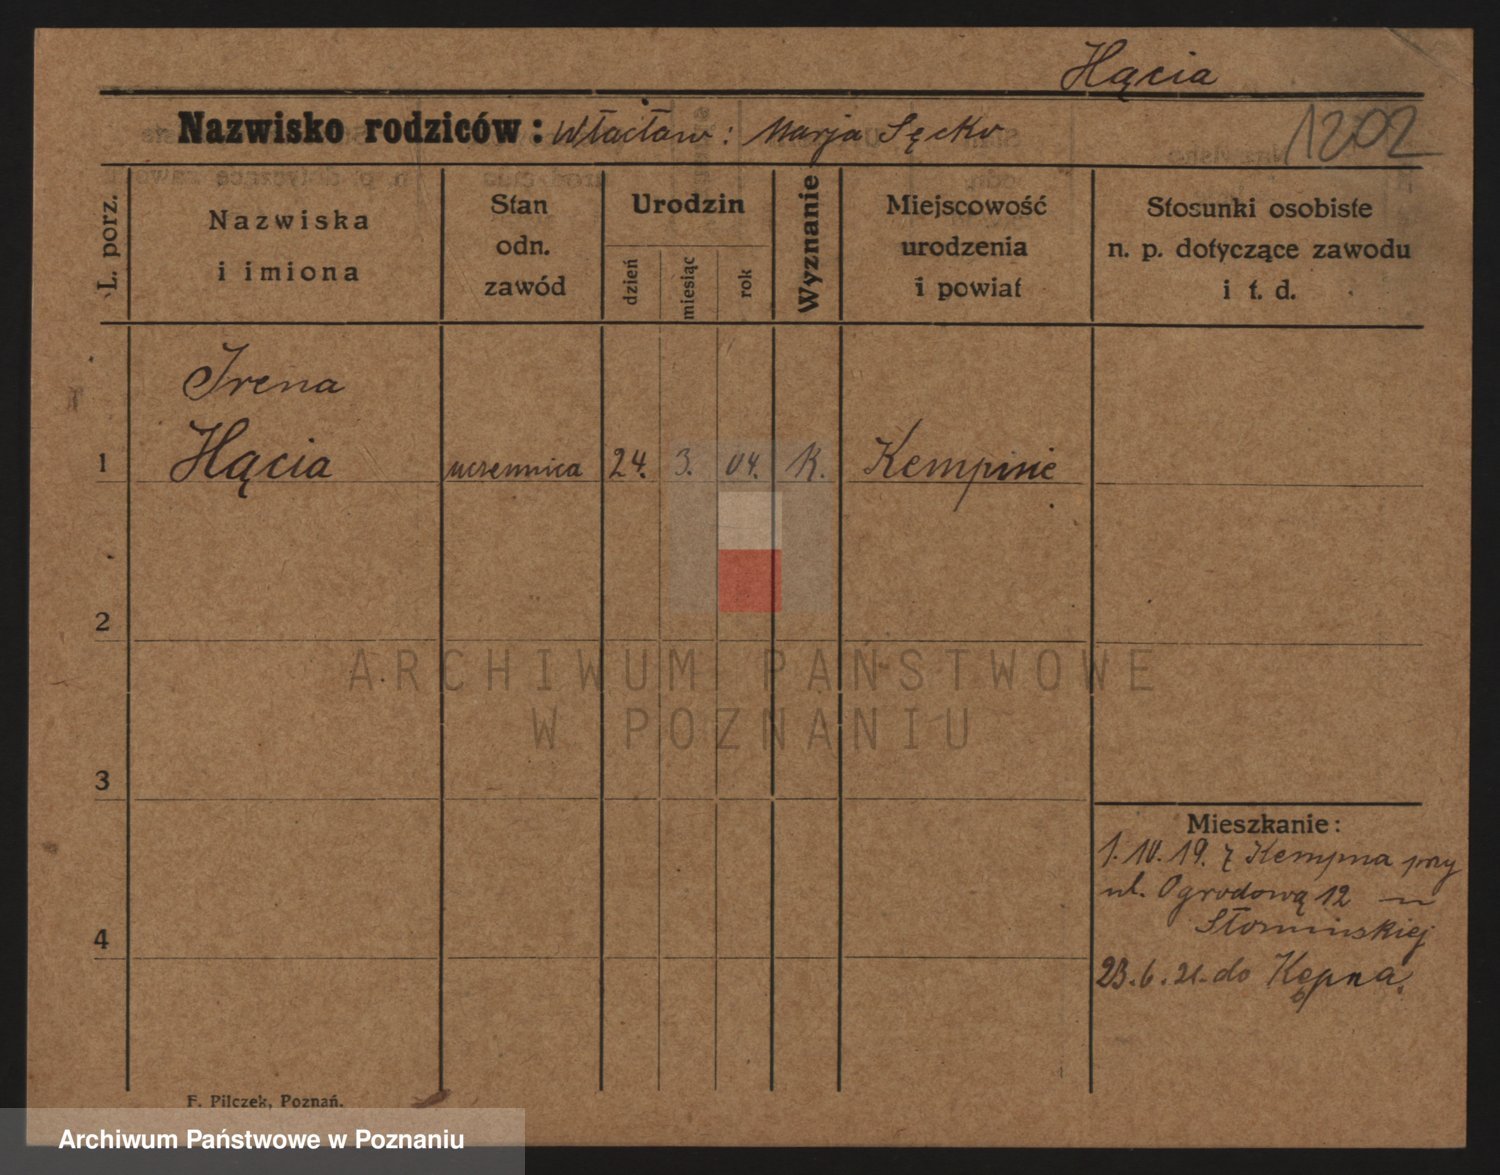 Hącia
Nazwisko rodziców: Włacław: Marja Sęcko
1202
L. porz.
Nazwiska
i imiona
Stan
odn.
zawód
Urodzin
dzień
miesiąc
rok
Wyznanie
Miejscowość
urodzenia
i powiat
Stosunki osobiste
n. p. dotyczące zawodu
i t. d.
Irena
1 Hącia uczennica 24. 3. 04. K. Kempinie
2
ARCHIWUM PAŃSTWOWE
W POZNANIU
3
Mieszkanie:
1.10.19. z Kempna przy
ul. Ogrodową 12 u
Słomińskiej
4
23.6.21. do Kępna.
F. Pilczek, Poznań.
Archiwum Państwowe w Poznaniu